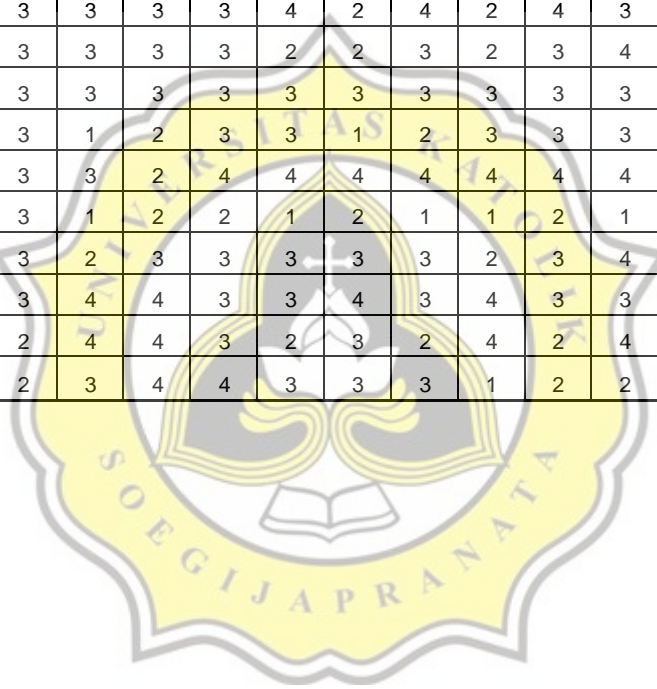 3 3 3 3 4 2 4 2 4 3
3 3 3 3 2 2 3 2 3 4
3 3 3 3 3 3 3 3 3 3
3 1 2 3 3 1 2 3 3 3
3 3 2 4 4 4 4 4 4 4
3 1 2 2 1 2 1 1 2 1
3 2 3 3 3 3 3 2 3 4
3 4 4 3 3 4 3 4 3 3
2 4 4 3 2 3 2 4 2 4
2 3 4 4 3 3 3 1 2 2
UNIVERSITAS KATOLIK
SOEGIJAPRANATA